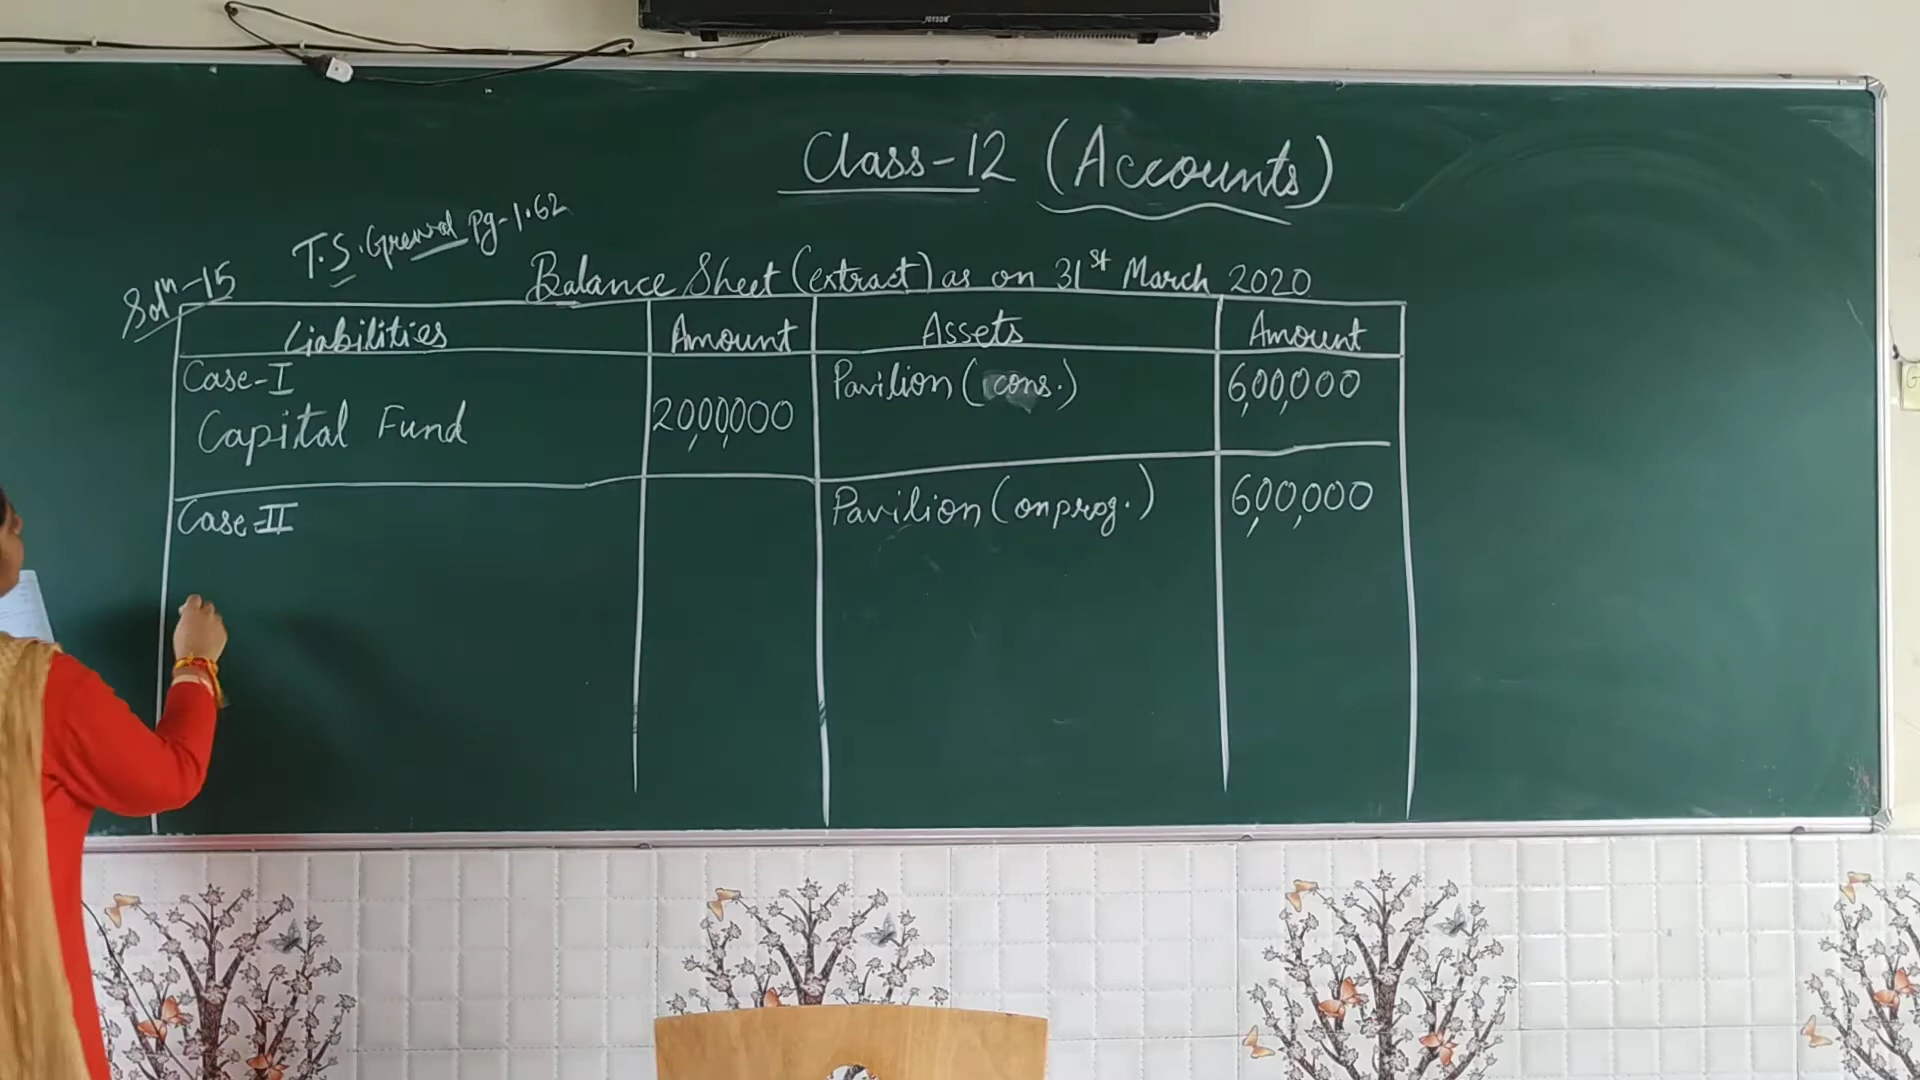 JOYSON
Class-12 (Accounts)
T.S. Grewal Pg-1.62
Solⁿ-15
Balance Sheet (extract) as on 31st March 2020
Liabilities Amount Assets Amount
Case-I Pavilion (cons.) 6,00,000
Capital Fund 20,00,000
Case-II Pavilion (on prog.) 6,00,000